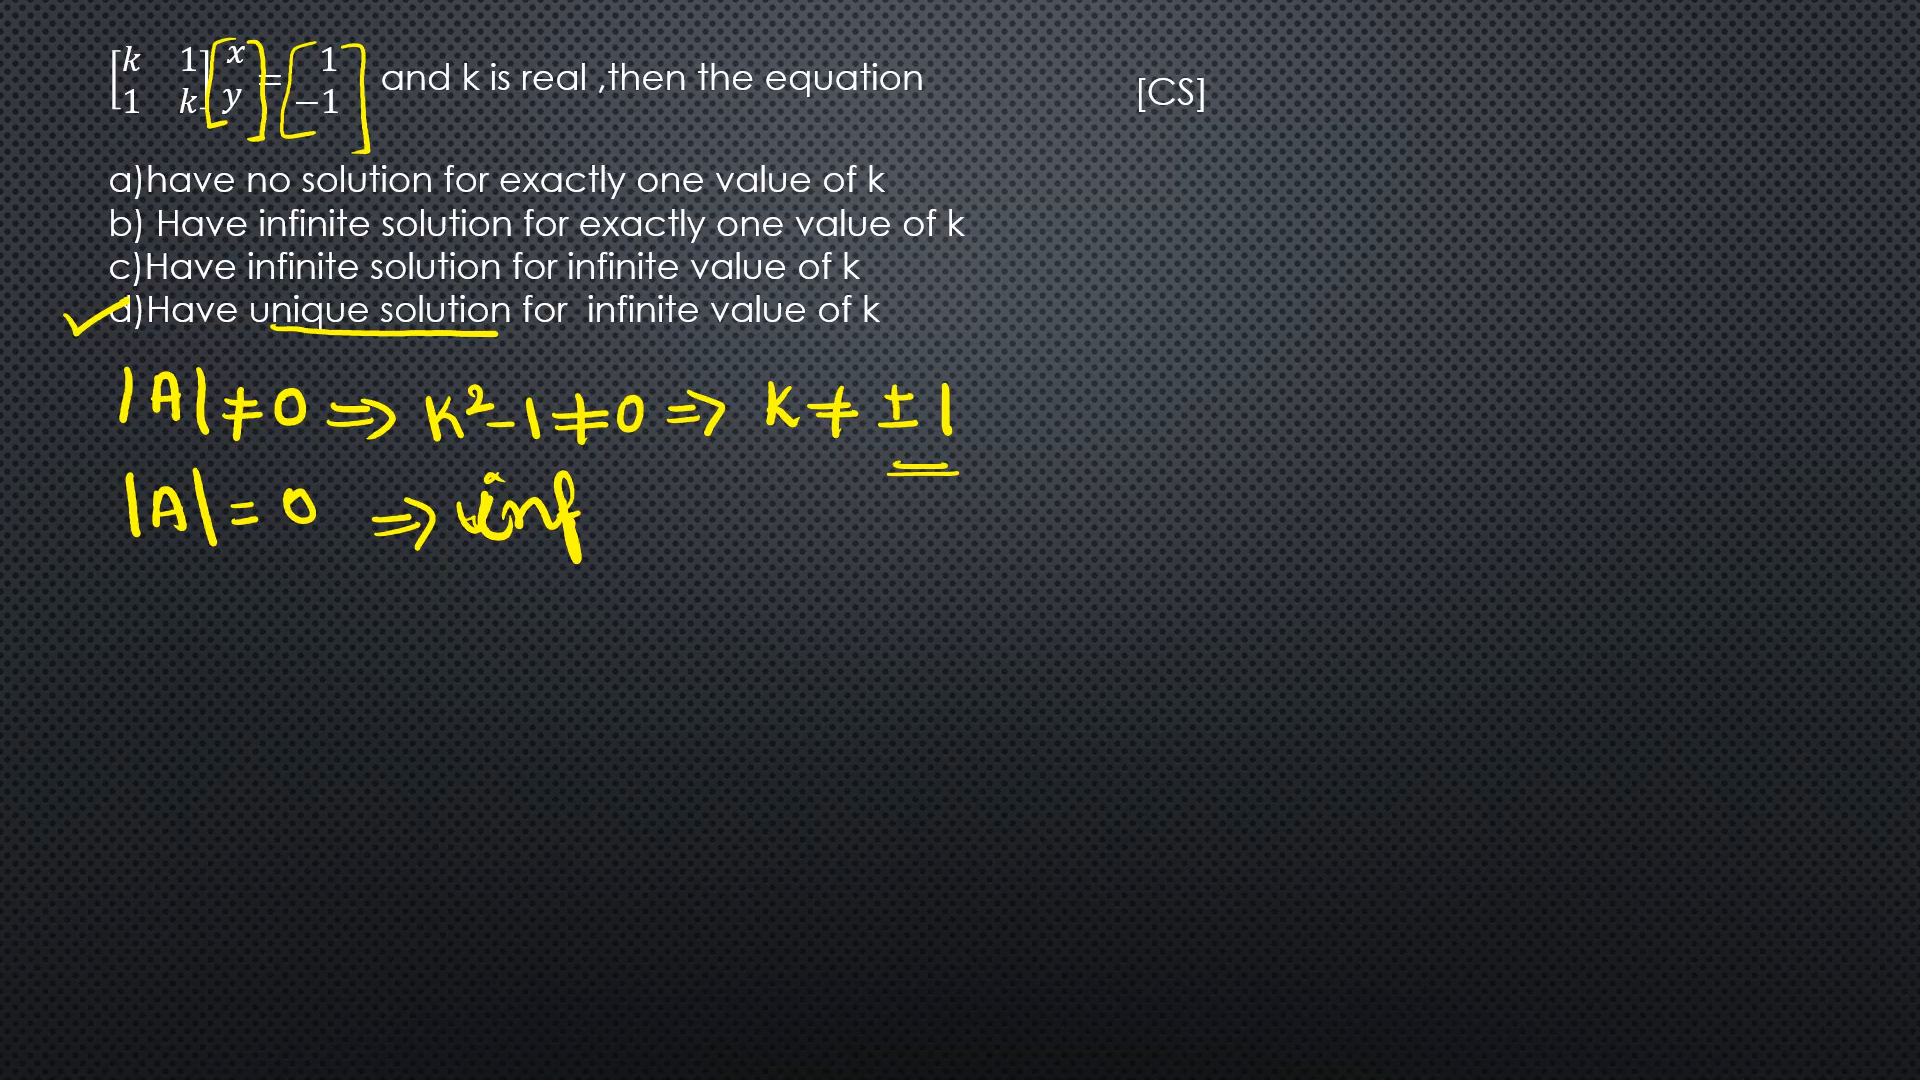 [k 1
1 k] [x
y] = [1
−1] and k is real ,then the equation [CS]
a)have no solution for exactly one value of k
b) Have infinite solution for exactly one value of k
c)Have infinite solution for infinite value of k
d)Have unique solution for infinite value of k
|A| ≠ 0 ⇒ k²-1 ≠ 0 ⇒ k ≠ ±1
|A| = 0 ⇒ inf